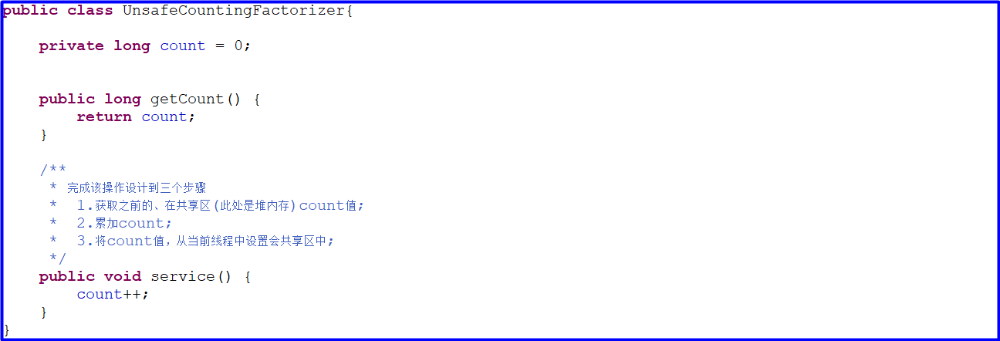 public class UnsafeCountingFactorizer{
private long count = 0;
public long getCount() {
return count;
}
/**
* 完成该操作设计到三个步骤
* 1.获取之前的、在共享区(此处是堆内存)count值;
* 2.累加count;
* 3.将count值,从当前线程中设置会共享区中;
*/
public void service() {
count++;
}
}